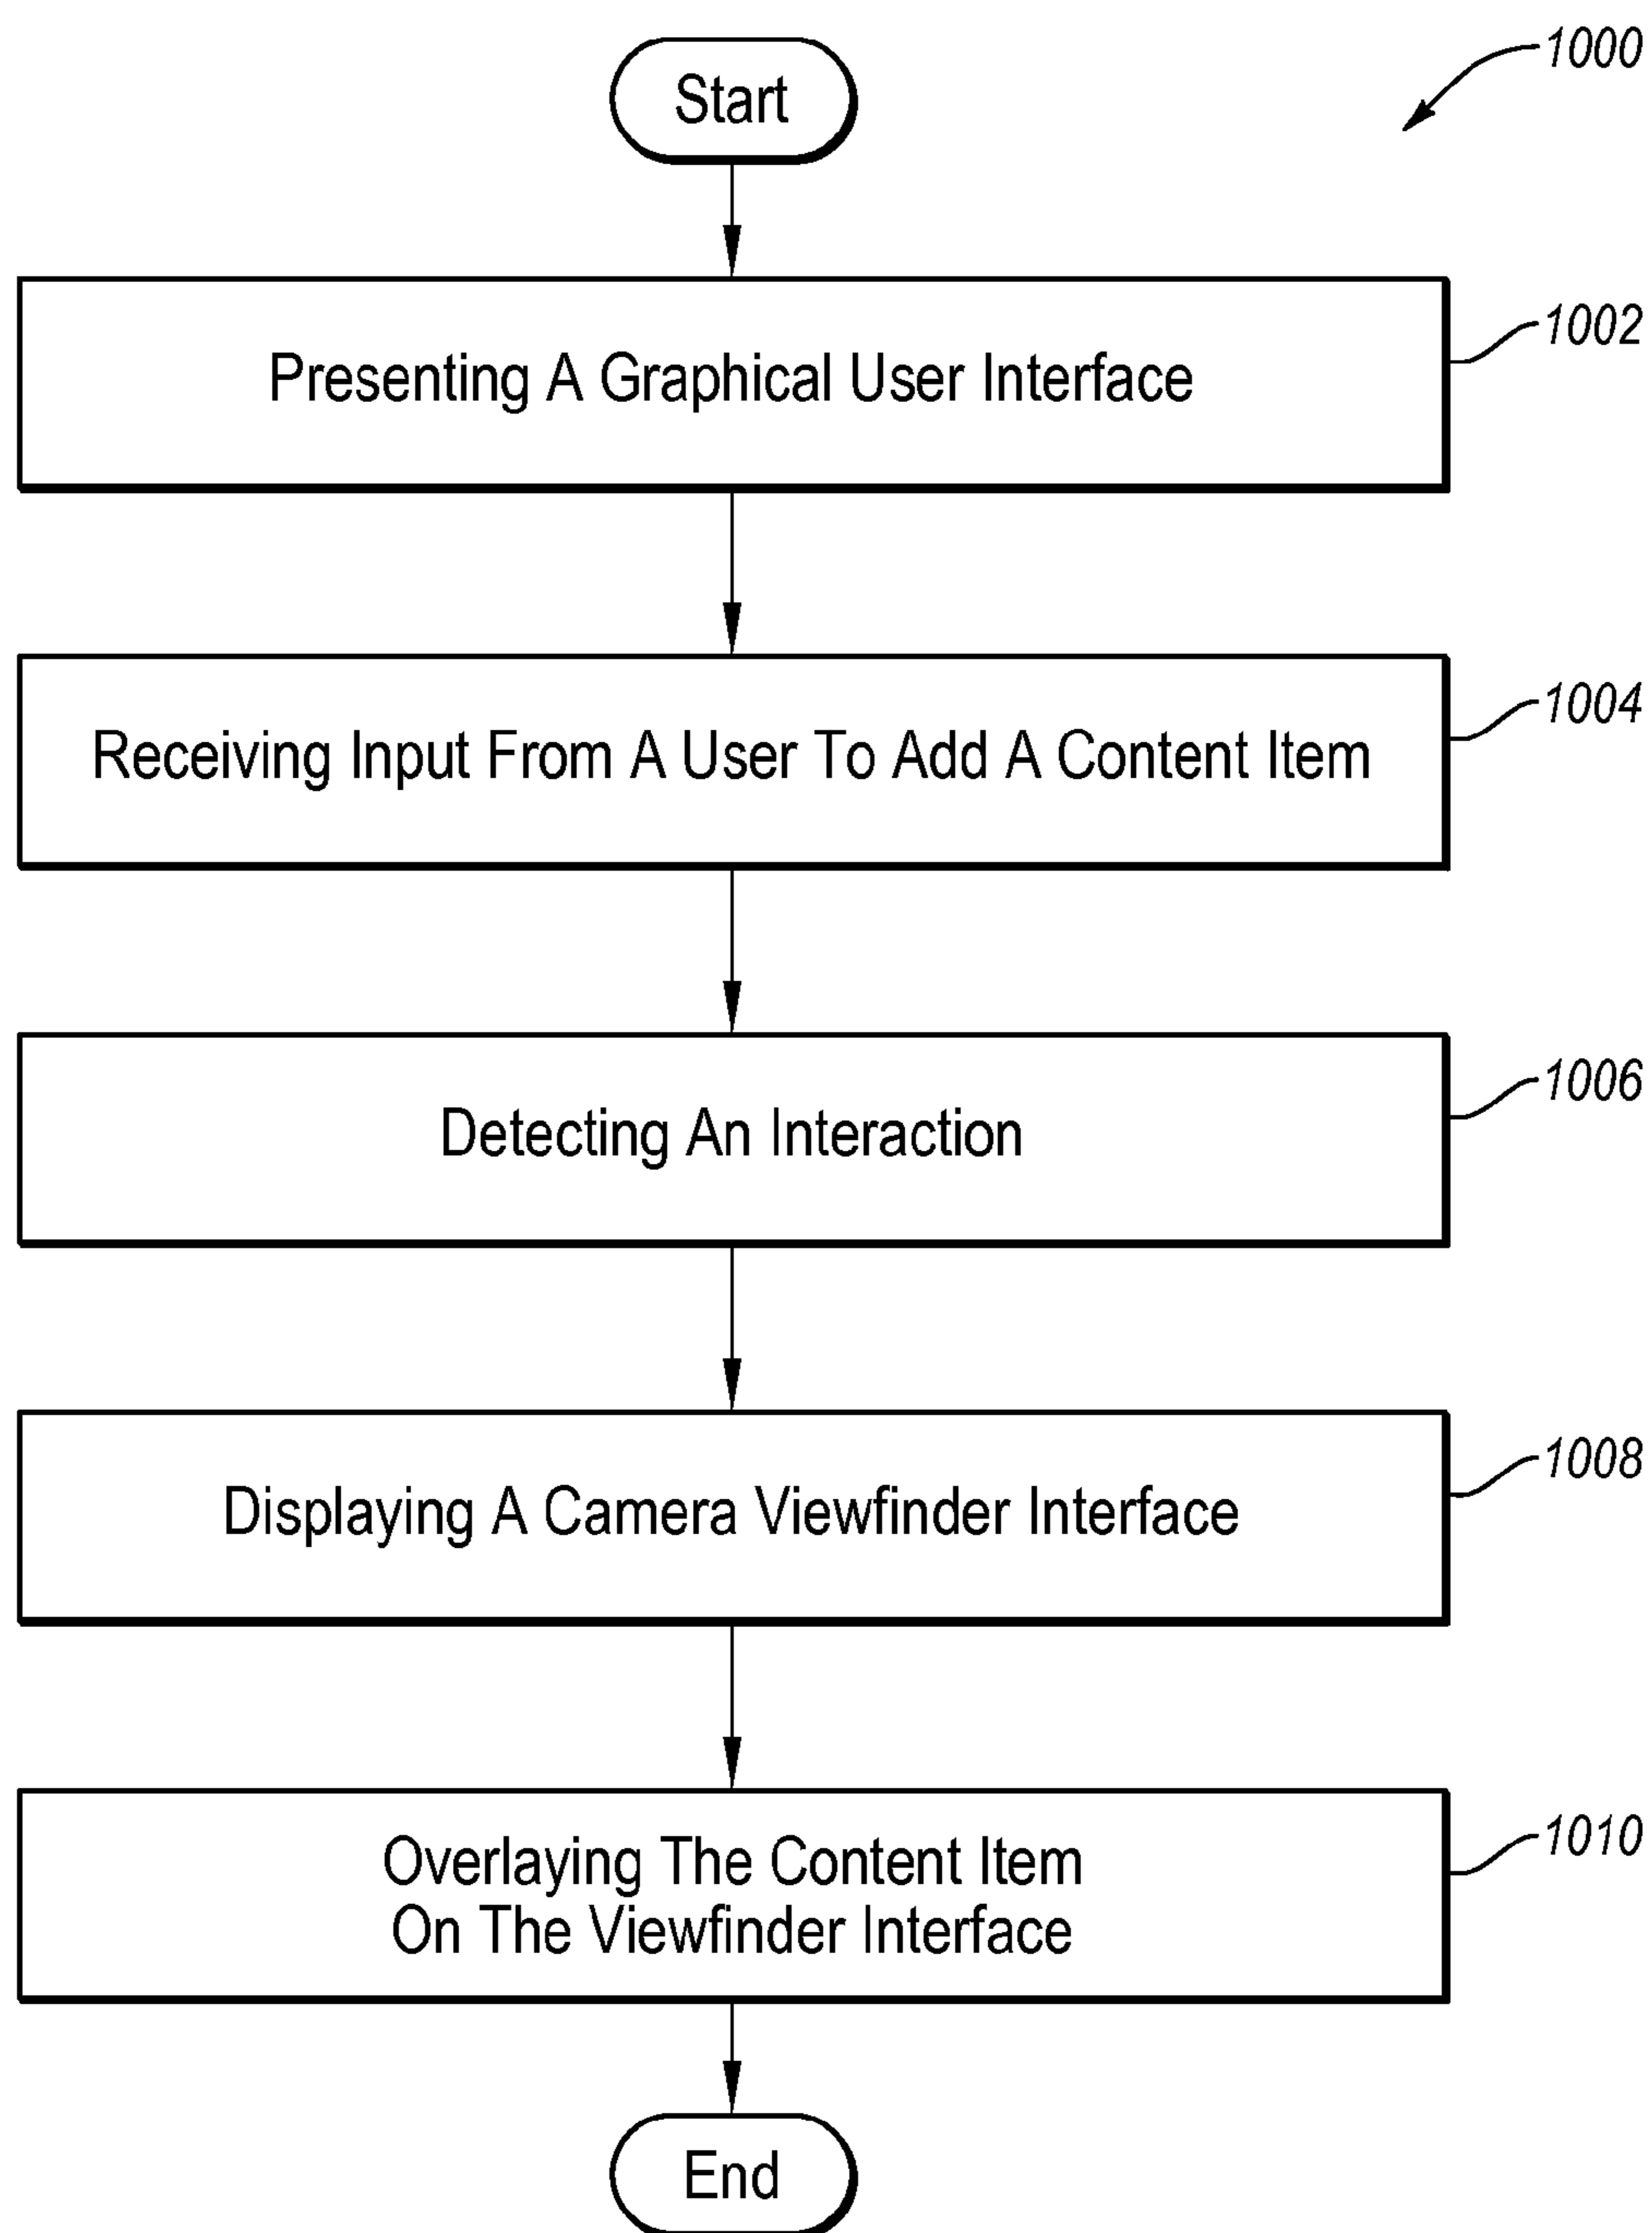 Start
1000
Presenting A Graphical User Interface
1002
Receiving Input From A User To Add A Content Item
1004
Detecting An Interaction
1006
Displaying A Camera Viewfinder Interface
1008
Overlaying The Content Item
On The Viewfinder Interface
1010
End